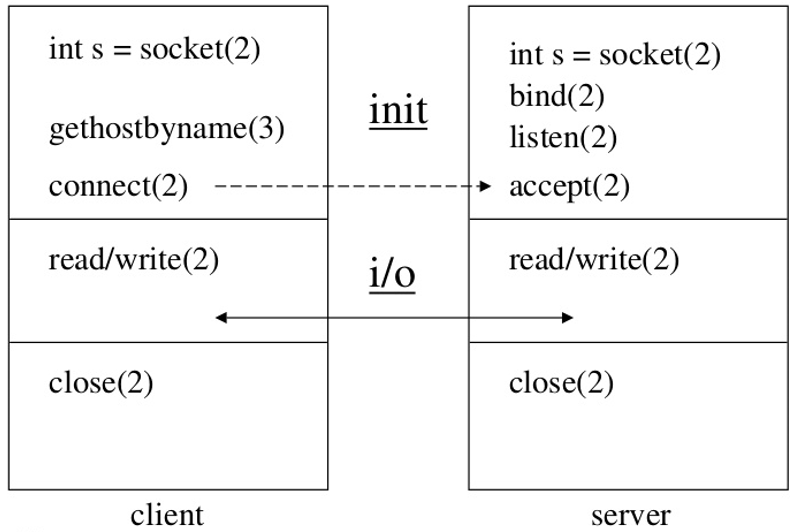 int s = socket(2)
gethostbyname(3)
connect(2)
init
int s = socket(2)
bind(2)
listen(2)
accept(2)
read/write(2)
i/o
read/write(2)
close(2)
close(2)
client
server